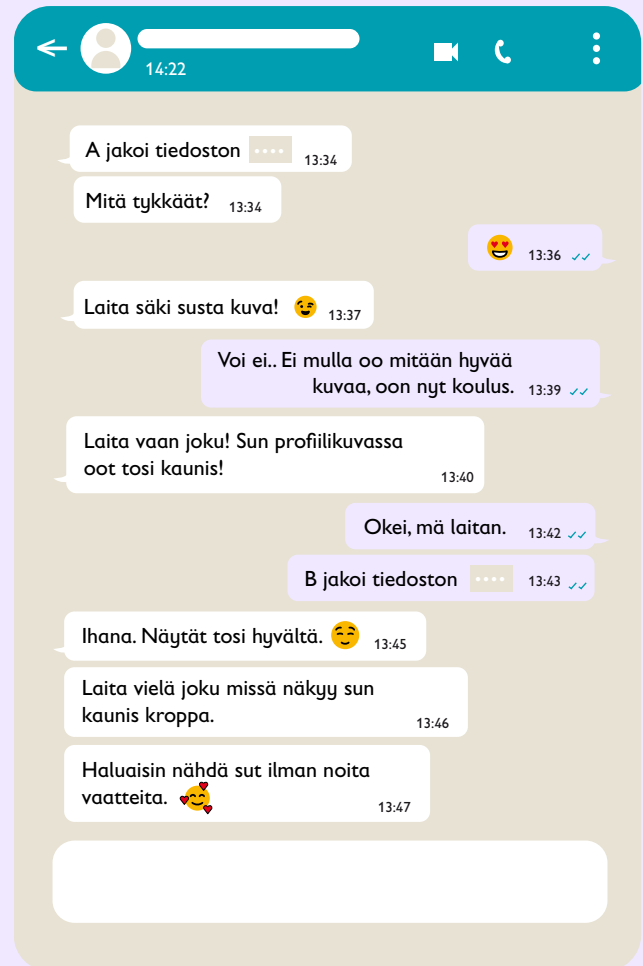 14:22
A jakoi tiedoston .... 13:34
Mitä tykkäät? 13:34
😍 13:36
Laita säki susta kuva! 😉 13:37
Voi ei.. Ei mulla oo mitään hyvää
kuvaa, oon nyt koulus. 13:39
Laita vaan joku! Sun profiilikuvassa
oot tosi kaunis! 13:40
Okei, mä laitan. 13:42
B jakoi tiedoston .... 13:43
Ihana. Näytät tosi hyvältä. ☺️ 13:45
Laita vielä joku missä näkyy sun
kaunis kroppa. 13:46
Haluaisin nähdä sut ilman noita
vaatteita. 🥰 13:47